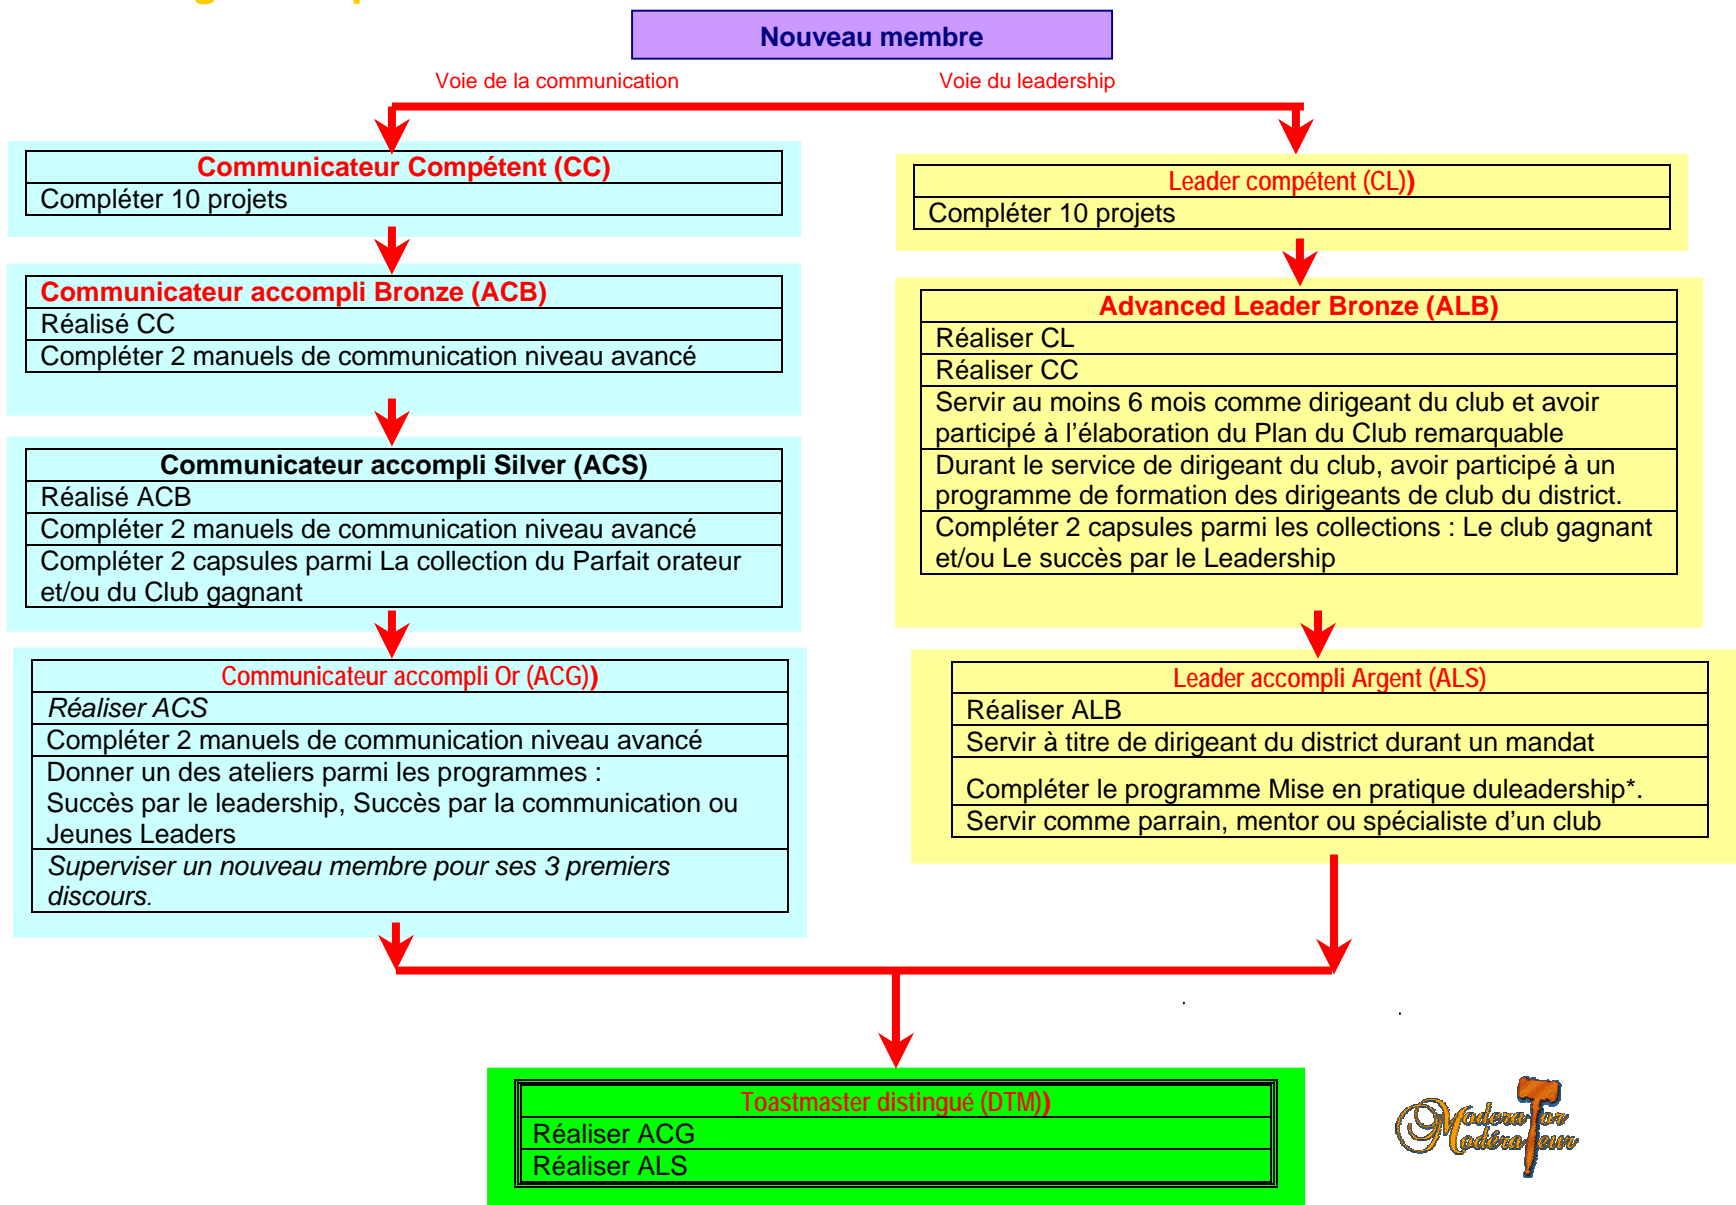 Nouveau membre
Voie de la communication
Voie du leadership
Communicateur Compétent (CC)
Compléter 10 projets
Communicateur accompli Bronze (ACB)
Réalisé CC
Compléter 2 manuels de communication niveau avancé
Communicateur accompli Silver (ACS)
Réalisé ACB
Compléter 2 manuels de communication niveau avancé
Compléter 2 capsules parmi La collection du Parfait orateur
et/ou du Club gagnant
Communicateur accompli Or (ACG))
Réaliser ACS
Compléter 2 manuels de communication niveau avancé
Donner un des ateliers parmi les programmes :
Succès par le leadership, Succès par la communication ou
Jeunes Leaders
Superviser un nouveau membre pour ses 3 premiers
discours.
Leader compétent (CL))
Compléter 10 projets
Advanced Leader Bronze (ALB)
Réaliser CL
Réaliser CC
Servir au moins 6 mois comme dirigeant du club et avoir
participé à l’élaboration du Plan du Club remarquable
Durant le service de dirigeant du club, avoir participé à un
programme de formation des dirigeants de club du district.
Compléter 2 capsules parmi les collections : Le club gagnant
et/ou Le succès par le Leadership
Leader accompli Argent (ALS)
Réaliser ALB
Servir à titre de dirigeant du district durant un mandat
Compléter le programme Mise en pratique duleadership*.
Servir comme parrain, mentor ou spécialiste d’un club
Toastmaster distingué (DTM))
Réaliser ACG
Réaliser ALS
Moderator
Modérateur